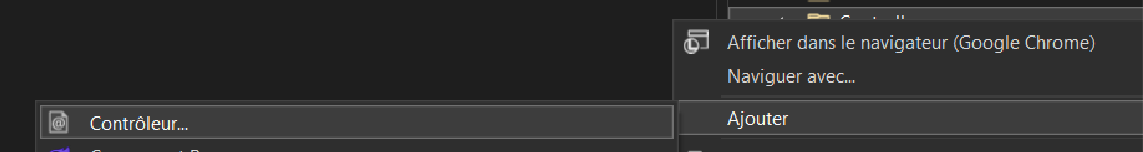 Afficher dans le navigateur (Google Chrome)
Naviguer avec...
Ajouter
Contrôleur...